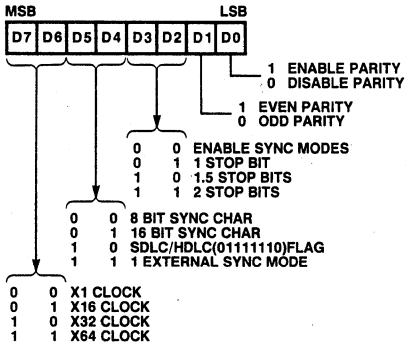 MSB LSB
D7 D6 D5 D4 D3 D2 D1 D0
1 ENABLE PARITY
0 DISABLE PARITY
1 EVEN PARITY
0 ODD PARITY
0 0 ENABLE SYNC MODES
0 1 1 STOP BIT
1 0 1.5 STOP BITS
1 1 2 STOP BITS
0 0 8 BIT SYNC CHAR
0 1 16 BIT SYNC CHAR
1 0 SDLC/HDLC(01111110)FLAG
1 1 1 EXTERNAL SYNC MODE
0 0 X1 CLOCK
0 1 X16 CLOCK
1 0 X32 CLOCK
1 1 X64 CLOCK